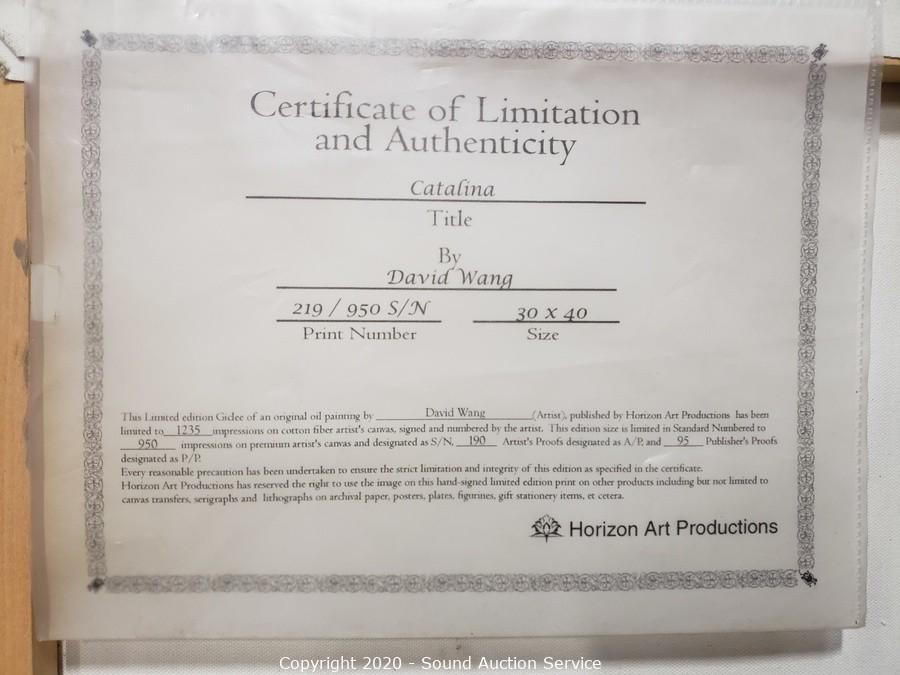 Certificate of Limitation
and Authenticity
Catalina
Title
By
David Wang
219 / 950 S/N 30 x 40
Print Number Size
This Limited edition Giclee of an original oil painting by David Wang (Artist), published by Horizon Art Productions has been
limited to 1235 impressions on cotton fiber artist's canvas, signed and numbered by the artist. This edition size is limited in Standard Numbered to
950 impressions on premium artist's canvas and designated as S/N, 190 Artist's Proofs designated as A/P, and 95 Publisher's Proofs
designated as P/P.
Every reasonable precaution has been undertaken to ensure the strict limitation and integrity of this edition as specified in the certificate.
Horizon Art Productions has reserved the right to use the image on this hand-signed limited edition print on other products including but not limited to
canvas transfers, serigraphs and lithographs on archival paper, posters, plates, figurines, gift stationery items, et cetera.
Horizon Art Productions
Copyright 2020 - Sound Auction Service